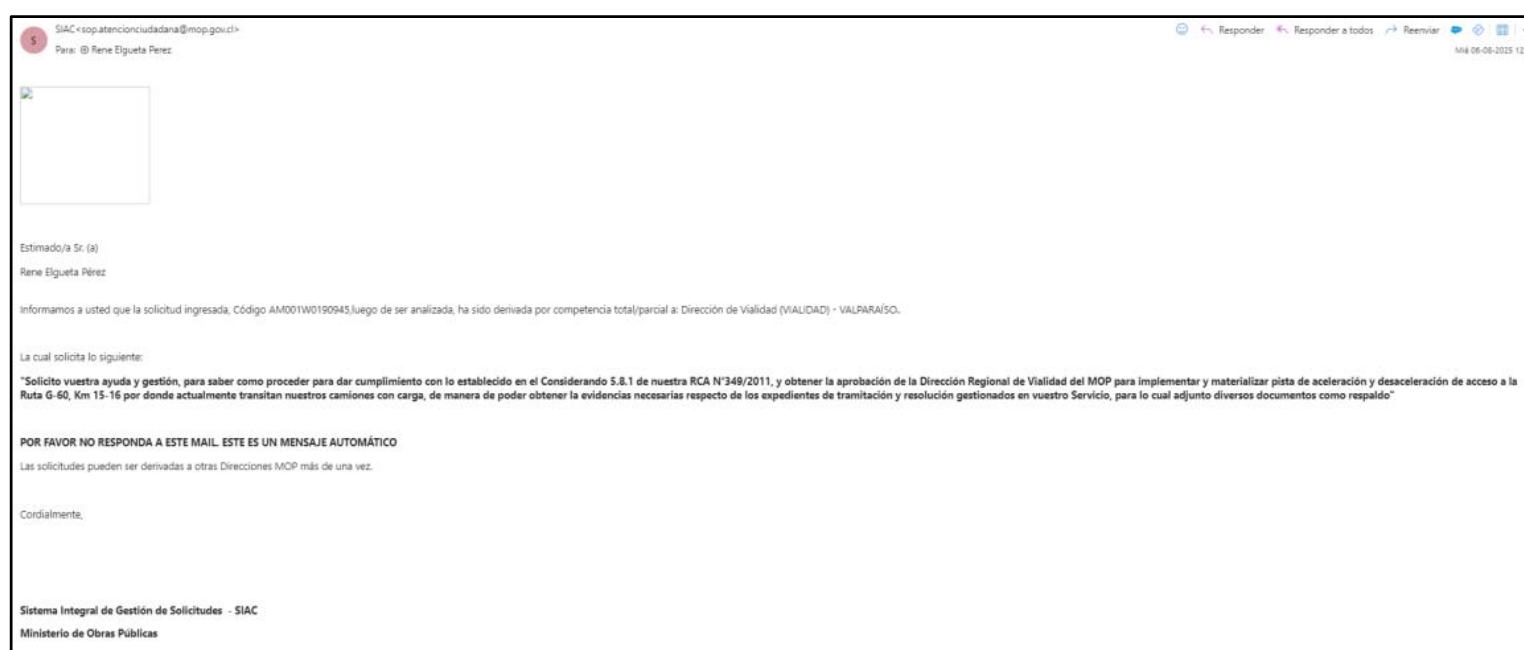 S
SIAC<sop.atencionciudadana@mop.gov.cl>
Para: Rene Elgueta Perez
Responder
Responder a todos
Reenviar
Mié 06-08-2025 12
Estimado/a Sr. (a)
Rene Elgueta Pérez
Informamos a usted que la solicitud ingresada, Código AM001W0190945,luego de ser analizada, ha sido derivada por competencia total/parcial a: Dirección de Vialidad (VIALIDAD) - VALPARAÍSO..
La cual solicita lo siguiente:
"Solicito vuestra ayuda y gestión, para saber como proceder para dar cumplimiento con lo establecido en el Considerando 5.8.1 de nuestra RCA N°349/2011, y obtener la aprobación de la Dirección Regional de Vialidad del MOP para implementar y materializar pista de aceleración y desaceleración de acceso a la
Ruta G-60, Km 15-16 por donde actualmente transitan nuestros camiones con carga, de manera de poder obtener la evidencias necesarias respecto de los expedientes de tramitación y resolución gestionados en vuestro Servicio, para lo cual adjunto diversos documentos como respaldo"
POR FAVOR NO RESPONDA A ESTE MAIL. ESTE ES UN MENSAJE AUTOMÁTICO
Las solicitudes pueden ser derivadas a otras Direcciones MOP más de una vez.
Cordialmente,
Sistema Integral de Gestión de Solicitudes - SIAC
Ministerio de Obras Públicas